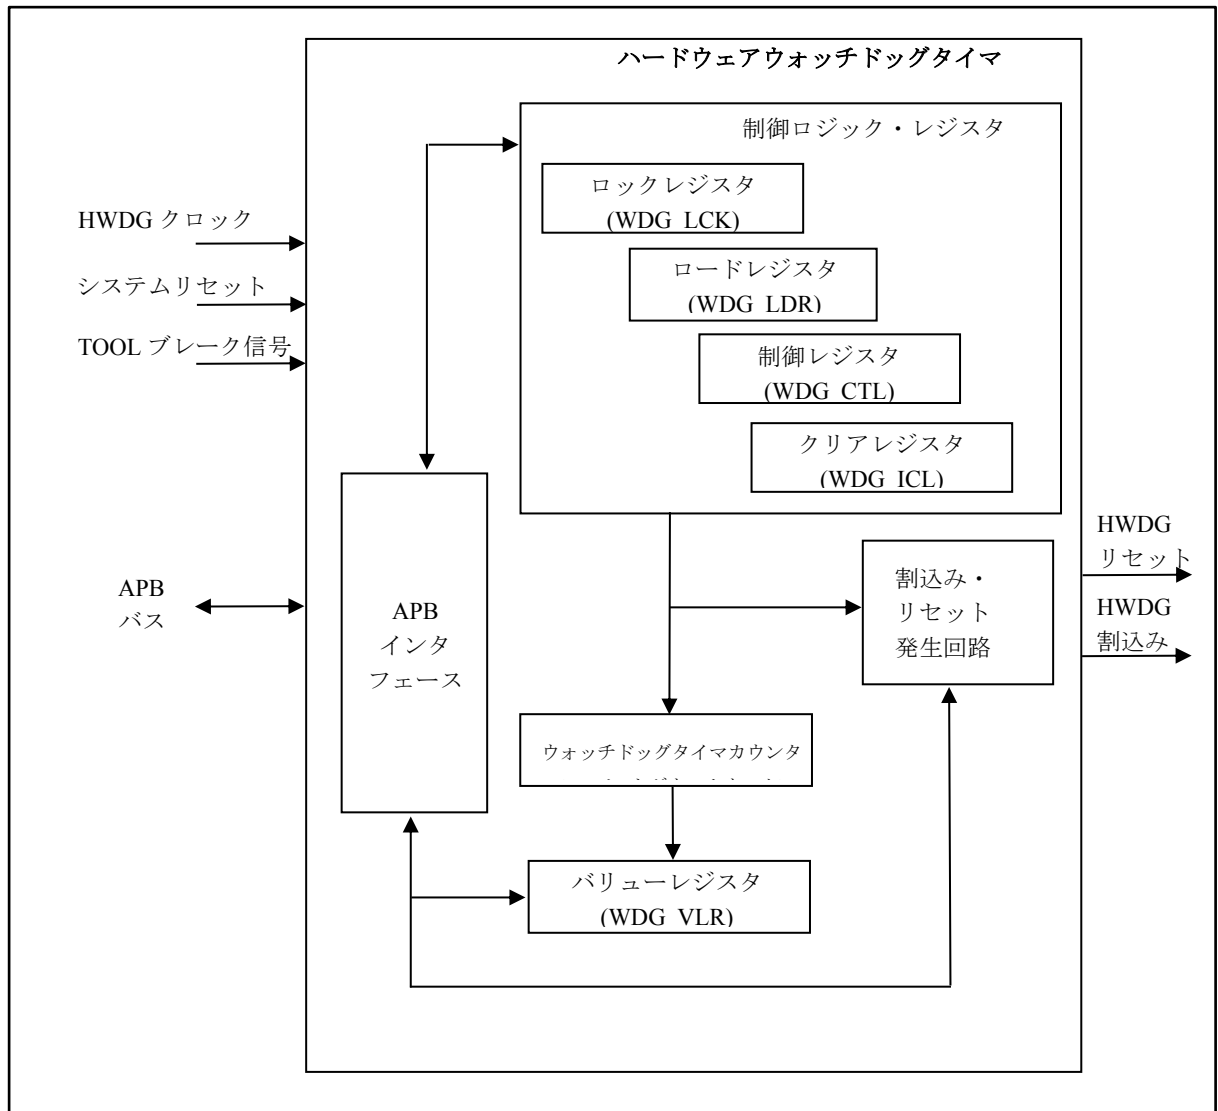 ハードウェアウォッチドッグタイマ
制御ロジック・レジスタ
ロックレジスタ
(WDG LCK)
HWDG クロック
ロードレジスタ
(WDG LDR)
システムリセット
TOOL ブレーク信号
制御レジスタ
(WDG CTL)
クリアレジスタ
(WDG ICL)
HWDG
リセット
HWDG
割込み
割込み・
リセット
発生回路
APB
バス
APB
インタ
フェース
ウォッチドッグタイマカウンタ
バリューレジスタ
(WDG VLR)